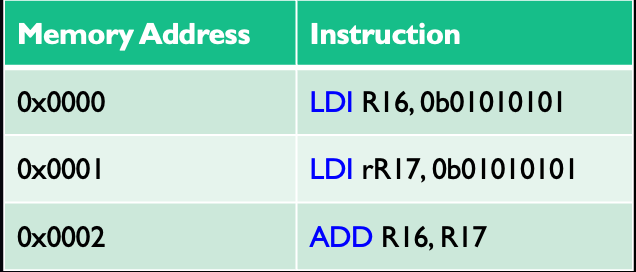 Memory Address Instruction
0x0000 LDI R16, 0b01010101
0x0001 LDI rR17, 0b01010101
0x0002 ADD R16, R17